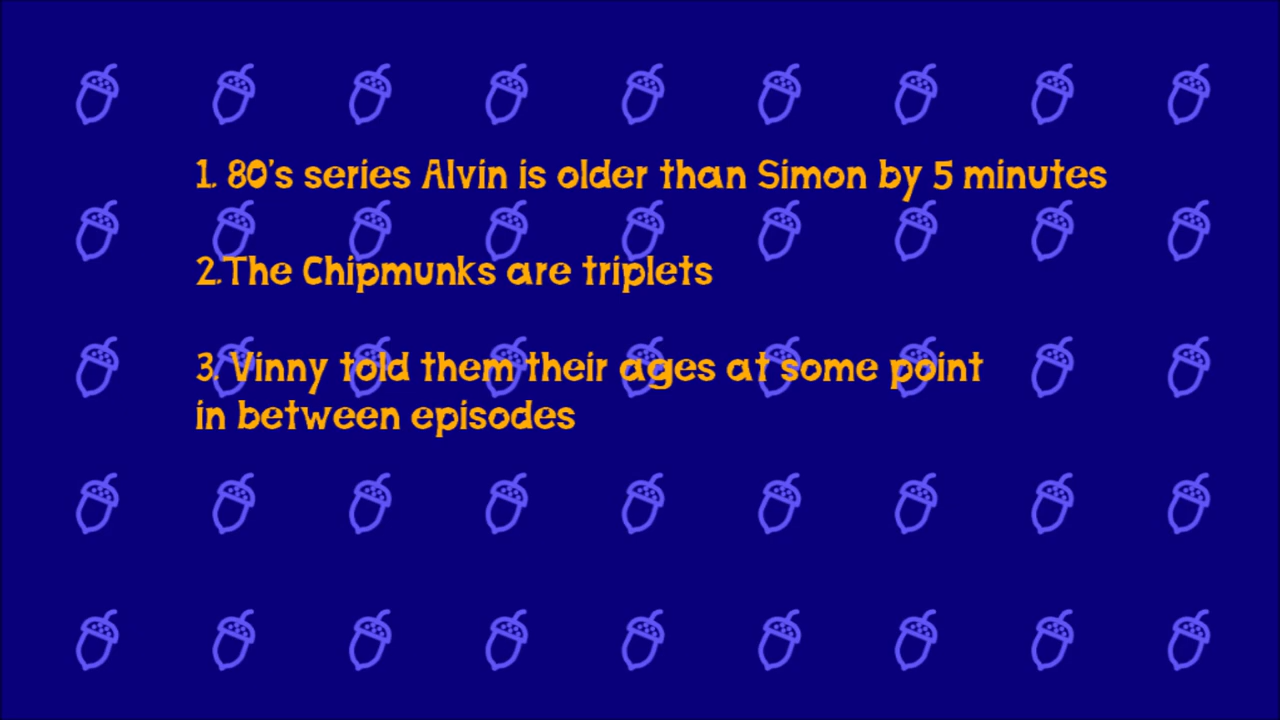 1. 80's series Alvin is older than Simon by 5 minutes
2.The Chipmunks are triplets
3. Vinny told them their ages at some point
in between episodes